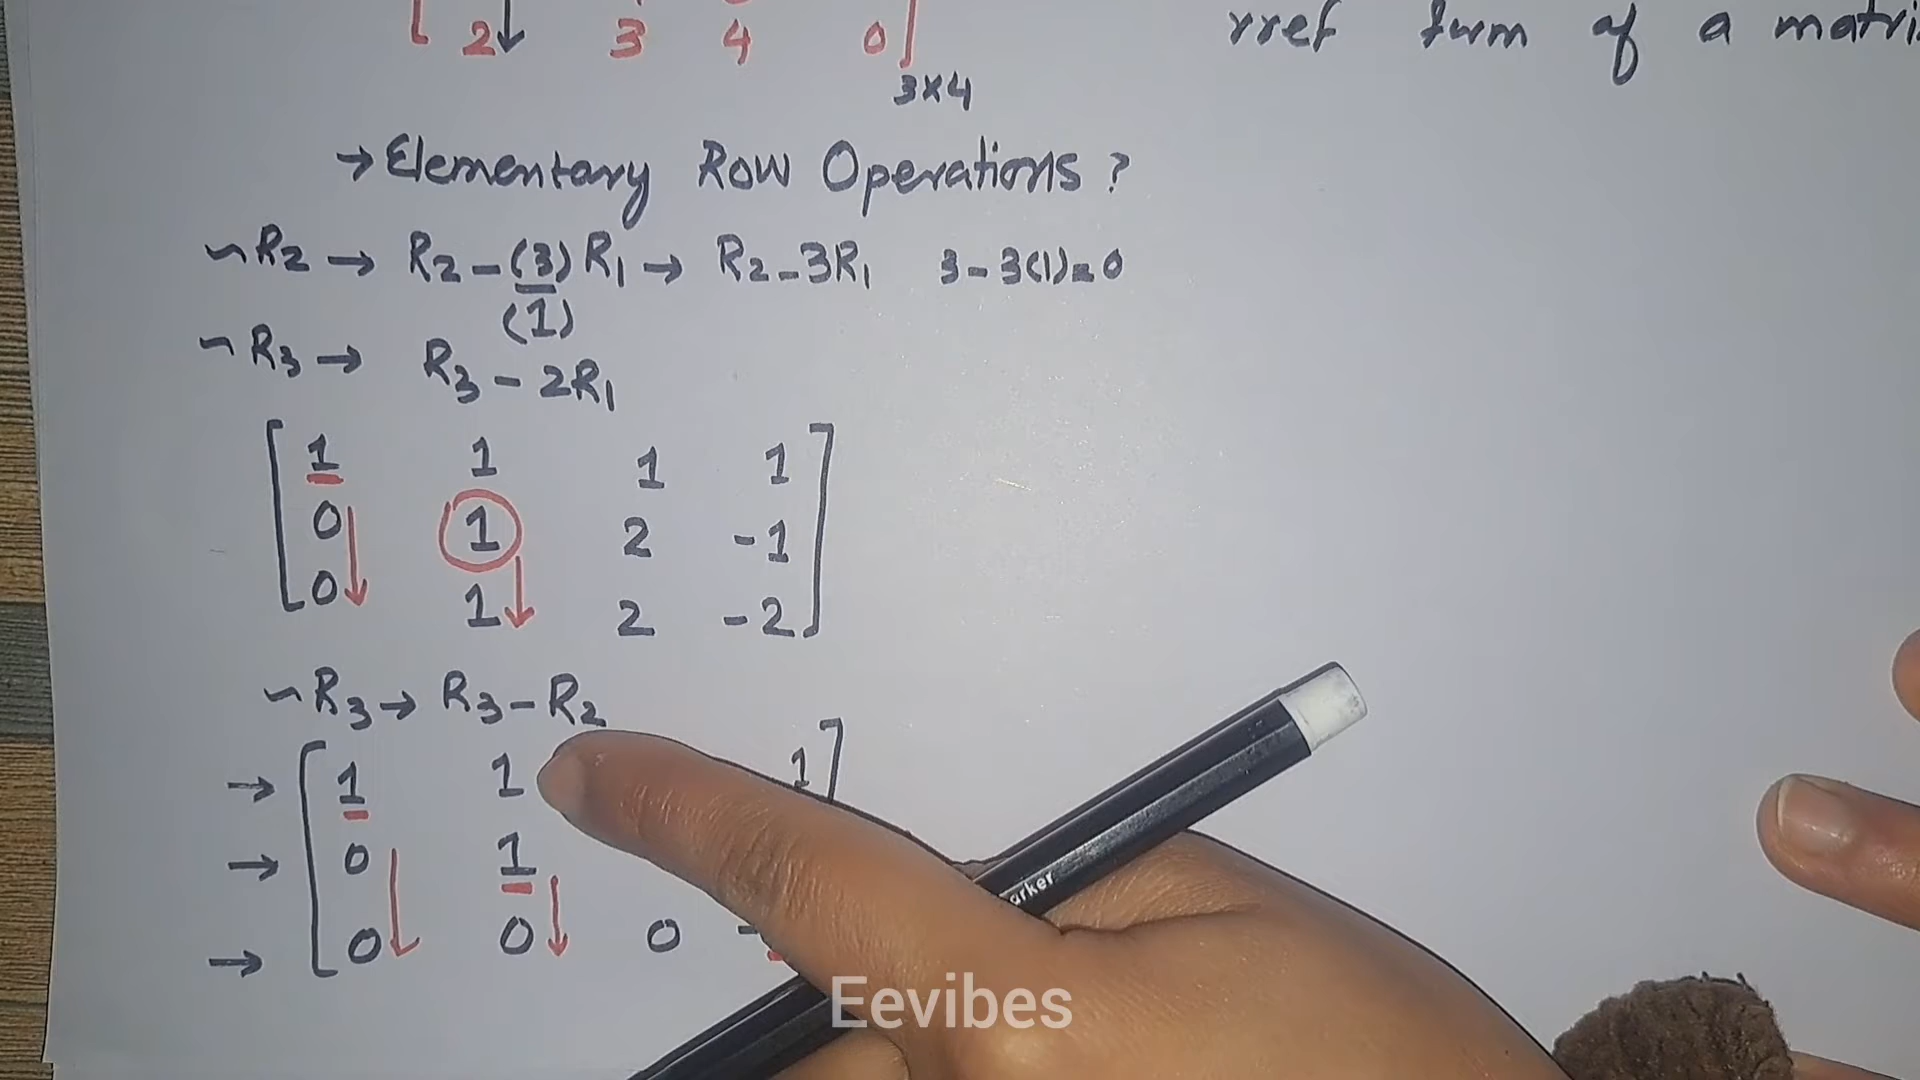 2 3 4 0
3×4
rref form of a matri
→ Elementary Row Operations ?
~R2 → R2 - (3)/(1) R1 → R2 - 3R1 3 - 3(1) = 0
~R3 → R3 - 2R1
1 1 1 1
0 1 2 -1
0 1 2 -2
~R3 → R3 - R2
→ 1 1 1
→ 0 1
→ 0 0 0 -
arker
Eevibes